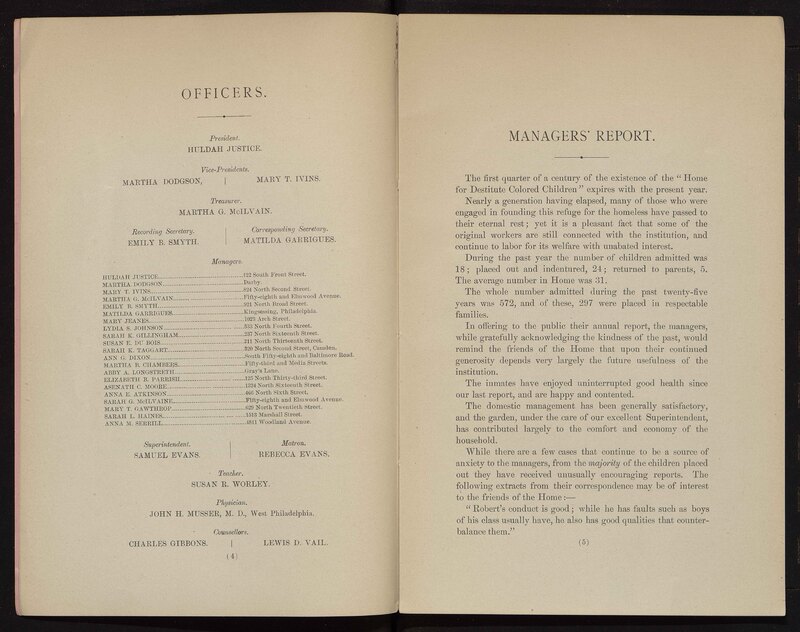 OFFICERS.
President.
HULDAH JUSTICE.
Vice-Presidents.
MARTHA DODGSON, | MARY T. IVINS.
Treasurer.
MARTHA G. McILVAIN.
Recording Secretary. | Corresponding Secretary.
EMILY B. SMYTH. | MATILDA GARRIGUES.
Managers.
HULDAH JUSTICE....122 South Front Street.
MARTHA DODGSON....Darby.
MARY T. IVINS....824 North Second Street.
MARTHA G. McILVAIN....Fifty-eighth and Elmwood Avenue.
EMILY B. SMYTH....921 North Broad Street.
MATILDA GARRIGUES....Kingsessing, Philadelphia.
MARY JEANES....1023 Arch Street.
LYDIA S. JOHNSON....533 North Fourth Street.
SARAH K. GILLINGHAM....237 North Sixteenth Street.
SUSAN E. DU BOIS....211 North Thirteenth Street.
SARAH K. TAGGART....320 North Second Street, Camden.
ANN G. DIXON....South Fifty-eighth and Baltimore Road.
MARTHA B. CHAMBERS....Fifty-third and Media Streets.
ABBY A. LONGSTRETH....Gray's Lane.
ELIZABETH B. PARRISH....125 North Thirty-third Street.
ASENATH C. MOORE....1324 North Sixteenth Street.
ANNA E. ATKINSON....466 North Sixth Street.
SARAH G. McILVAINE....Fifty-eighth and Elmwood Avenue.
MARY T. GAWTHROP....629 North Twentieth Street.
SARAH L. HAINES....1513 Marshall Street.
ANNA M. SERRILL....4811 Woodland Avenue.
Superintendent. | Matron.
SAMUEL EVANS. | REBECCA EVANS.
Teacher.
SUSAN R. WORLEY.
Physician.
JOHN H. MUSSER, M. D., West Philadelphia.
Counsellors.
CHARLES GIBBONS. | LEWIS D. VAIL.
(4)
MANAGERS' REPORT.
The first quarter of a century of the existence of the "Home
for Destitute Colored Children" expires with the present year.
Nearly a generation having elapsed, many of those who were
engaged in founding this refuge for the homeless have passed to
their eternal rest; yet it is a pleasant fact that some of the
original workers are still connected with the institution, and
continue to labor for its welfare with unabated interest.
During the past year the number of children admitted was
18; placed out and indentured, 24; returned to parents, 5.
The average number in Home was 31.
The whole number admitted during the past twenty-five
years was 572, and of these, 297 were placed in respectable
families.
In offering to the public their annual report, the managers,
while gratefully acknowledging the kindness of the past, would
remind the friends of the Home that upon their continued
generosity depends very largely the future usefulness of the
institution.
The inmates have enjoyed uninterrupted good health since
our last report, and are happy and contented.
The domestic management has been generally satisfactory,
and the garden, under the care of our excellent Superintendent,
has contributed largely to the comfort and economy of the
household.
While there are a few cases that continue to be a source of
anxiety to the managers, from the majority of the children placed
out they have received unusually encouraging reports. The
following extracts from their correspondence may be of interest
to the friends of the Home:—
"Robert's conduct is good; while he has faults such as boys
of his class usually have, he also has good qualities that counter-
balance them."
(5)